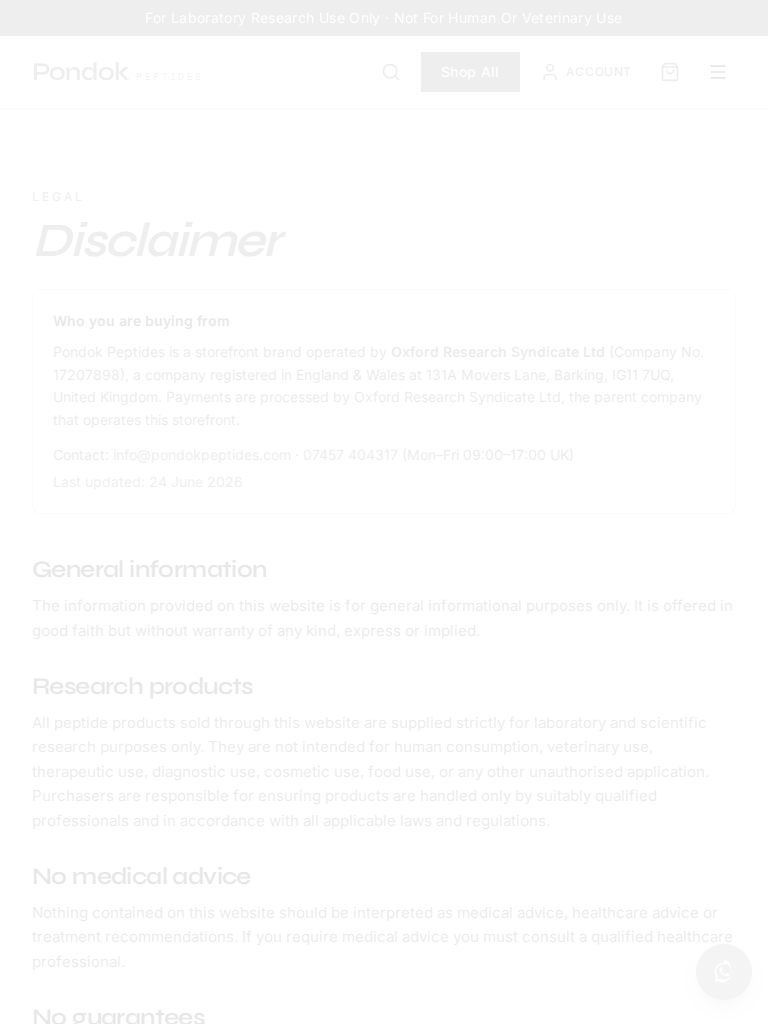 For Laboratory Research Use Only · Not For Human Or Veterinary Use
Pondok PEPTIDES
Shop All
ACCOUNT
LEGAL
Disclaimer
Who you are buying from
Pondok Peptides is a storefront brand operated by Oxford Research Syndicate Ltd (Company No.
17207898), a company registered in England & Wales at 131A Movers Lane, Barking, IG11 7UQ,
United Kingdom. Payments are processed by Oxford Research Syndicate Ltd, the parent company
that operates this storefront.
Contact: info@pondokpeptides.com · 07457 404317 (Mon–Fri 09:00–17:00 UK)
Last updated: 24 June 2026
General information
The information provided on this website is for general informational purposes only. It is offered in
good faith but without warranty of any kind, express or implied.
Research products
All peptide products sold through this website are supplied strictly for laboratory and scientific
research purposes only. They are not intended for human consumption, veterinary use,
therapeutic use, diagnostic use, cosmetic use, food use, or any other unauthorised application.
Purchasers are responsible for ensuring products are handled only by suitably qualified
professionals and in accordance with all applicable laws and regulations.
No medical advice
Nothing contained on this website should be interpreted as medical advice, healthcare advice or
treatment recommendations. If you require medical advice you must consult a qualified healthcare
professional.
No guarantees